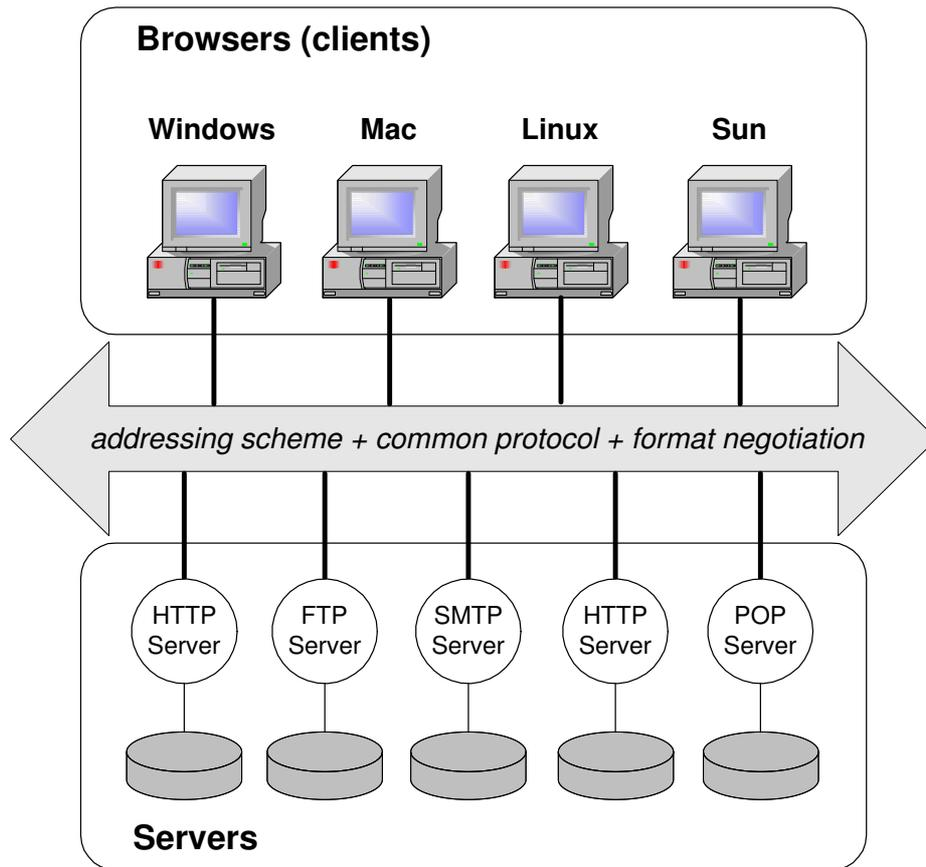 Browsers (clients)
Windows Mac Linux Sun
addressing scheme + common protocol + format negotiation
HTTP FTP SMTP HTTP POP
Server Server Server Server Server
Servers